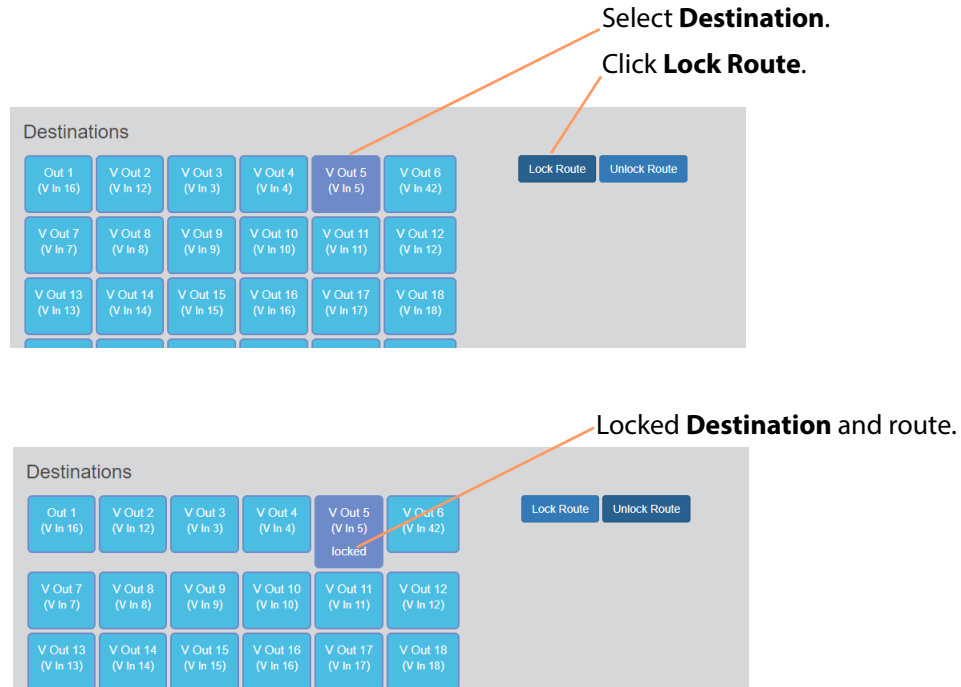 Select Destination.
Click Lock Route.
Destinations
Out 1 V Out 2 V Out 3 V Out 4 V Out 5 V Out 6 Lock Route Unlock Route
(V In 16) (V In 12) (V In 3) (V In 4) (V In 5) (V In 42)
V Out 7 V Out 8 V Out 9 V Out 10 V Out 11 V Out 12
(V In 7) (V In 8) (V In 9) (V In 10) (V In 11) (V In 12)
V Out 13 V Out 14 V Out 15 V Out 16 V Out 17 V Out 18
(V In 13) (V In 14) (V In 15) (V In 16) (V In 17) (V In 18)
Locked Destination and route.
Destinations
Out 1 V Out 2 V Out 3 V Out 4 V Out 5 V Out 6 Lock Route Unlock Route
(V In 16) (V In 12) (V In 3) (V In 4) (V In 5) (V In 42)
locked
V Out 7 V Out 8 V Out 9 V Out 10 V Out 11 V Out 12
(V In 7) (V In 8) (V In 9) (V In 10) (V In 11) (V In 12)
V Out 13 V Out 14 V Out 15 V Out 16 V Out 17 V Out 18
(V In 13) (V In 14) (V In 15) (V In 16) (V In 17) (V In 18)